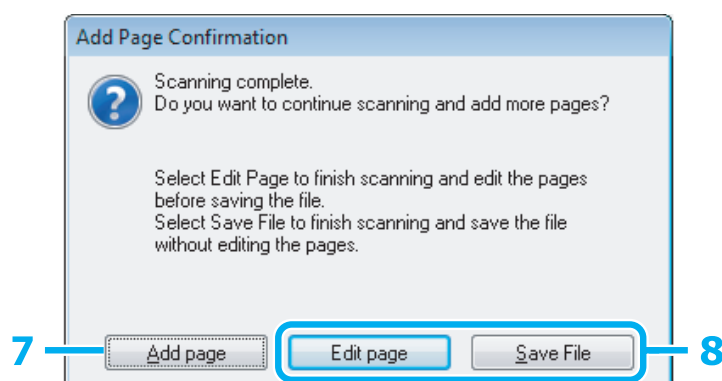 Add Page Confirmation
Scanning complete.
Do you want to continue scanning and add more pages?
Select Edit Page to finish scanning and edit the pages
before saving the file.
Select Save File to finish scanning and save the file
without editing the pages.
7 Add page Edit page Save File 8